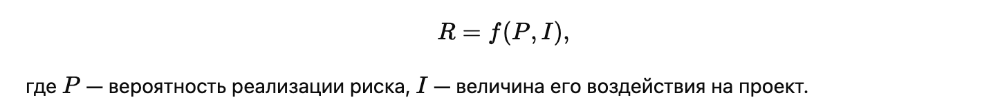 R = f(P, I),
где P — вероятность реализации риска, I — величина его воздействия на проект.